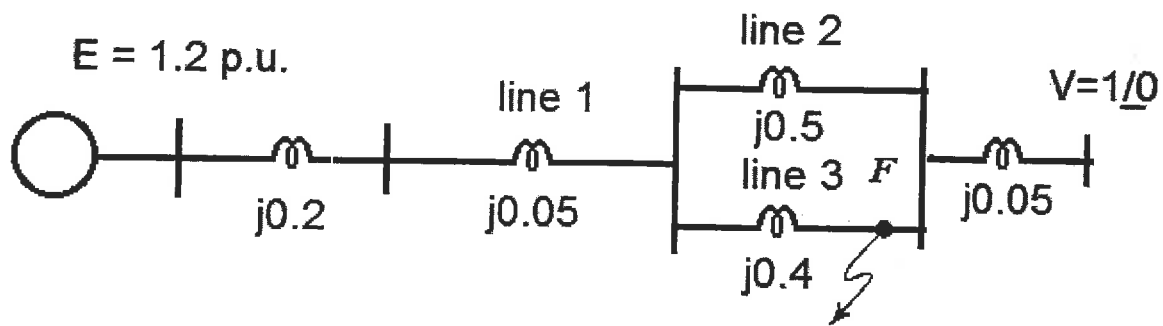 E = 1.2 p.u.
line 1
line 2
V=1/0
j0.5
line 3 F
j0.2
j0.05
j0.05
j0.4